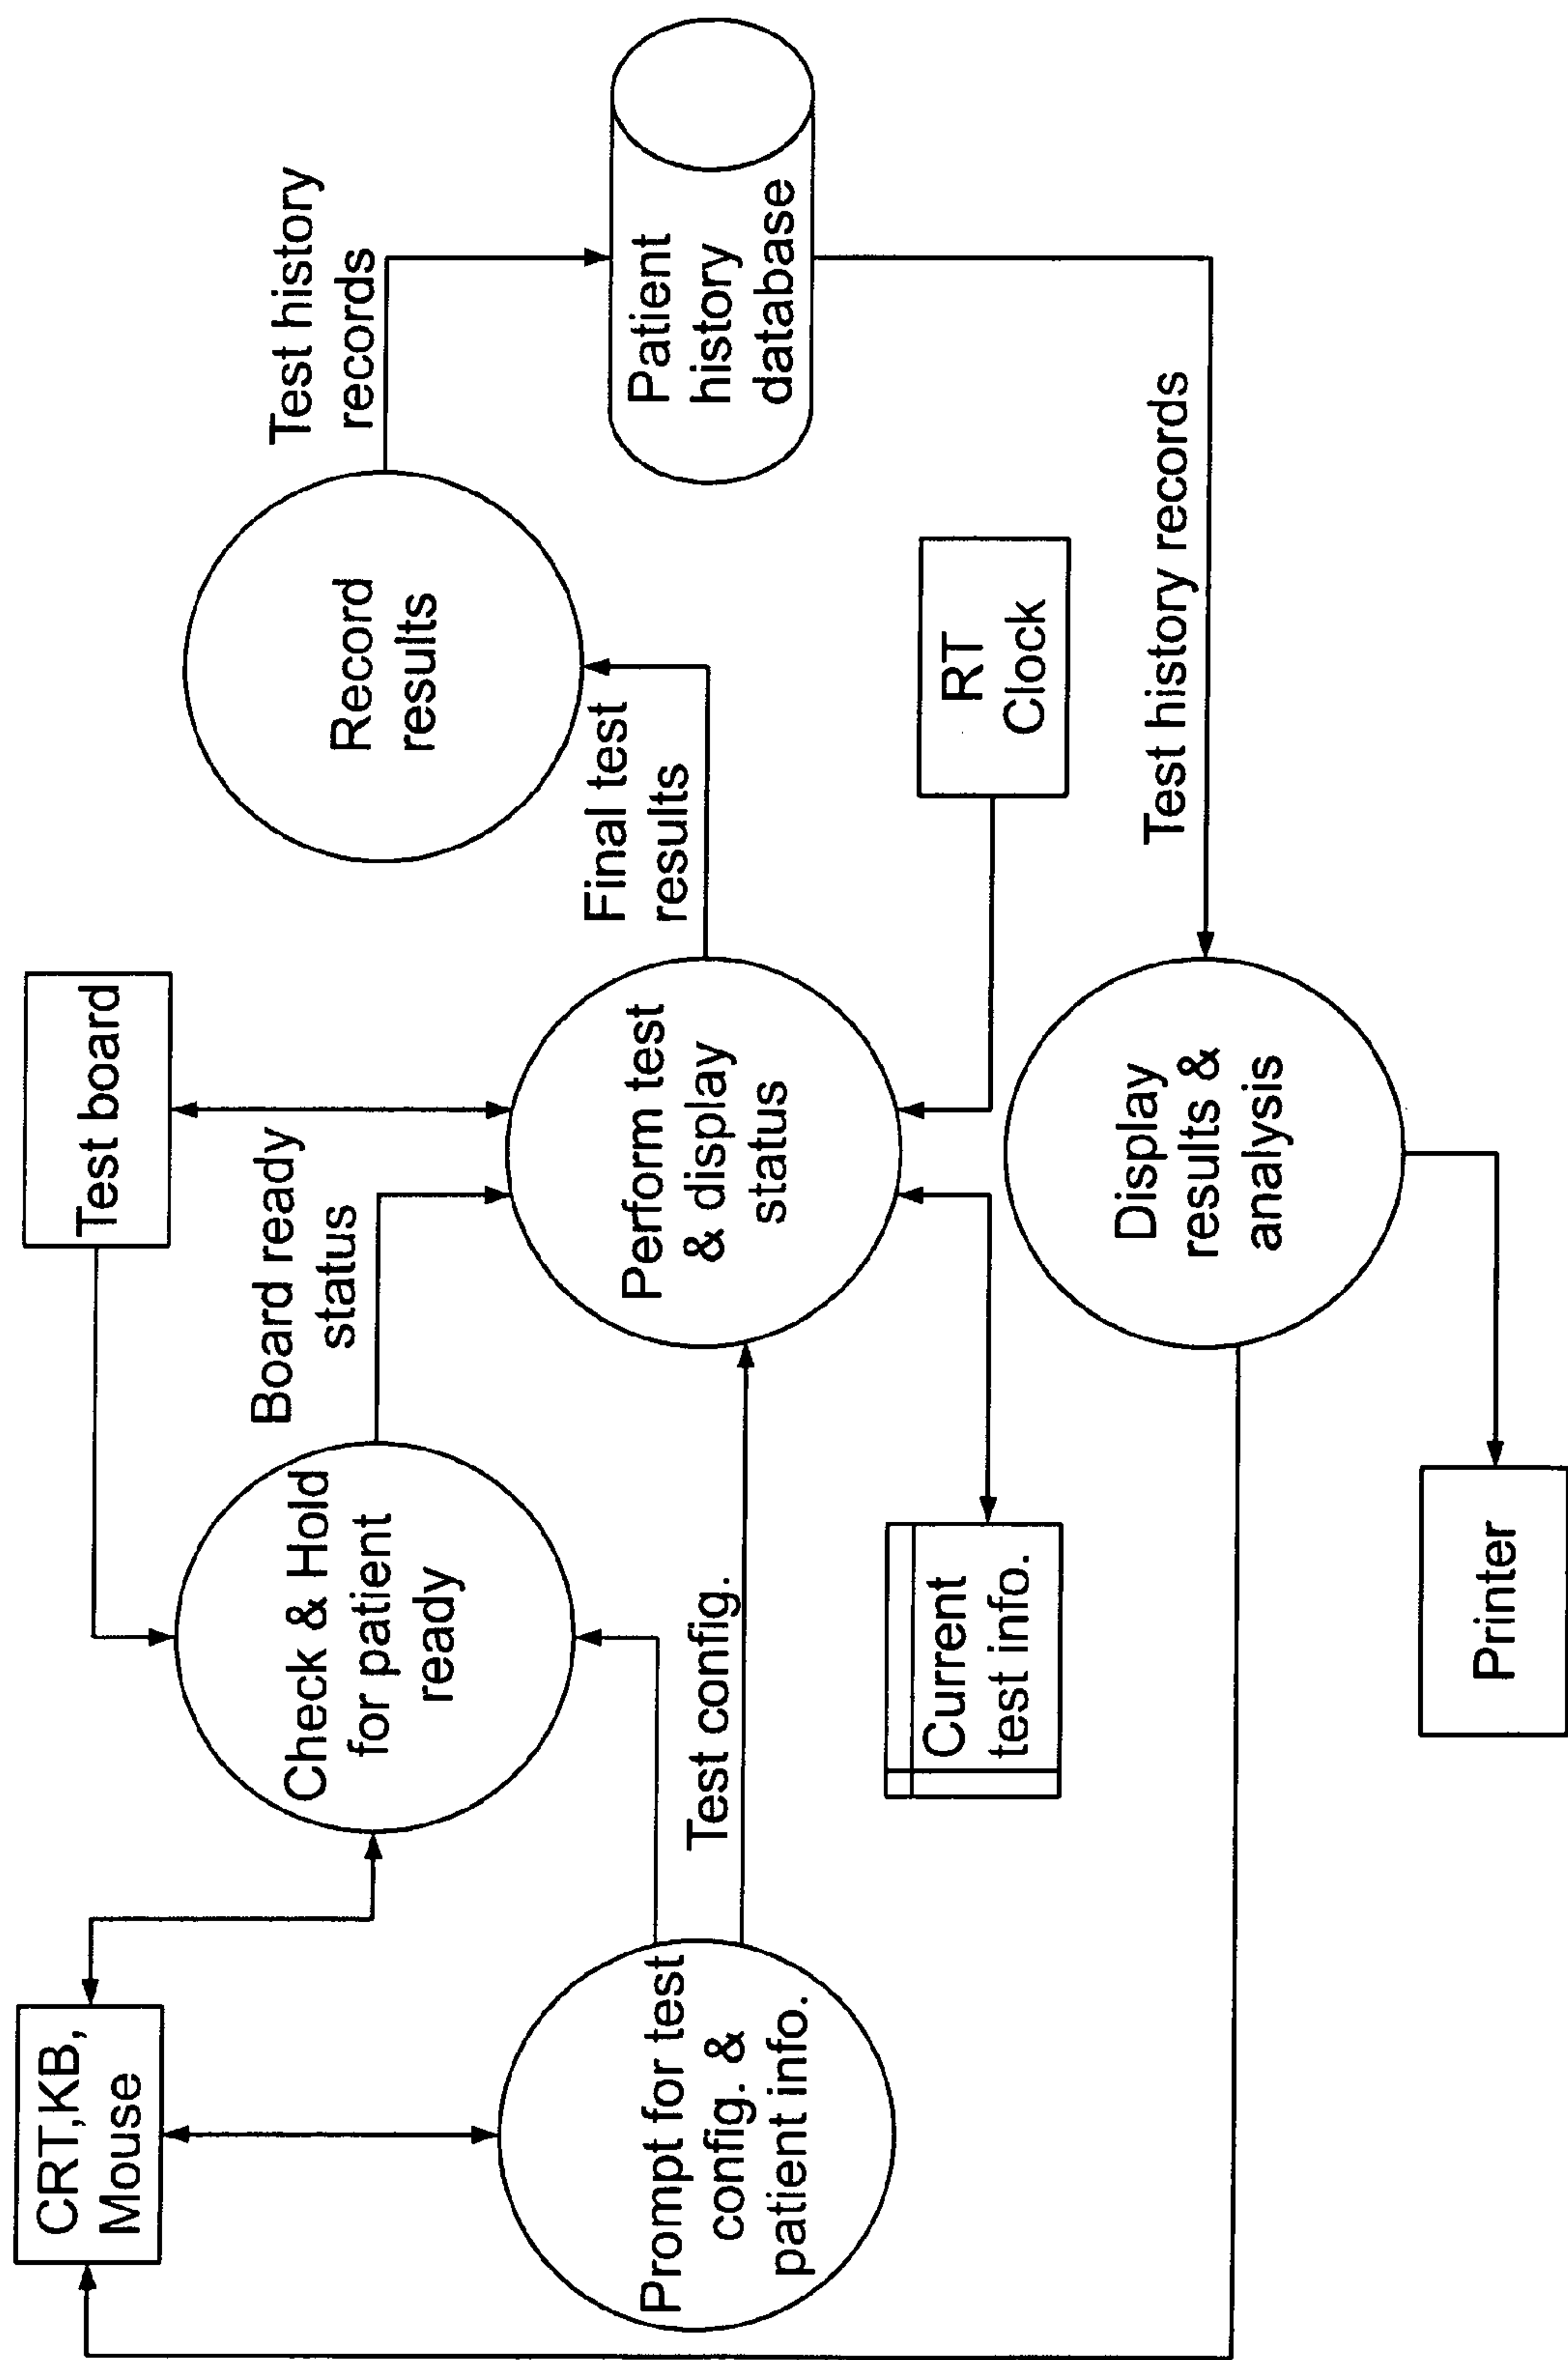 CRT,KB,
Mouse
Test board
Check & Hold
for patient
ready
Board ready
status
Record
results
Test history
records
Prompt for test
config. &
patient info.
Test config.
Perform test
& display
status
Final test
results
Patient
history
database
Current
test info.
RT
Clock
Display
results &
analysis
Test history records
Printer